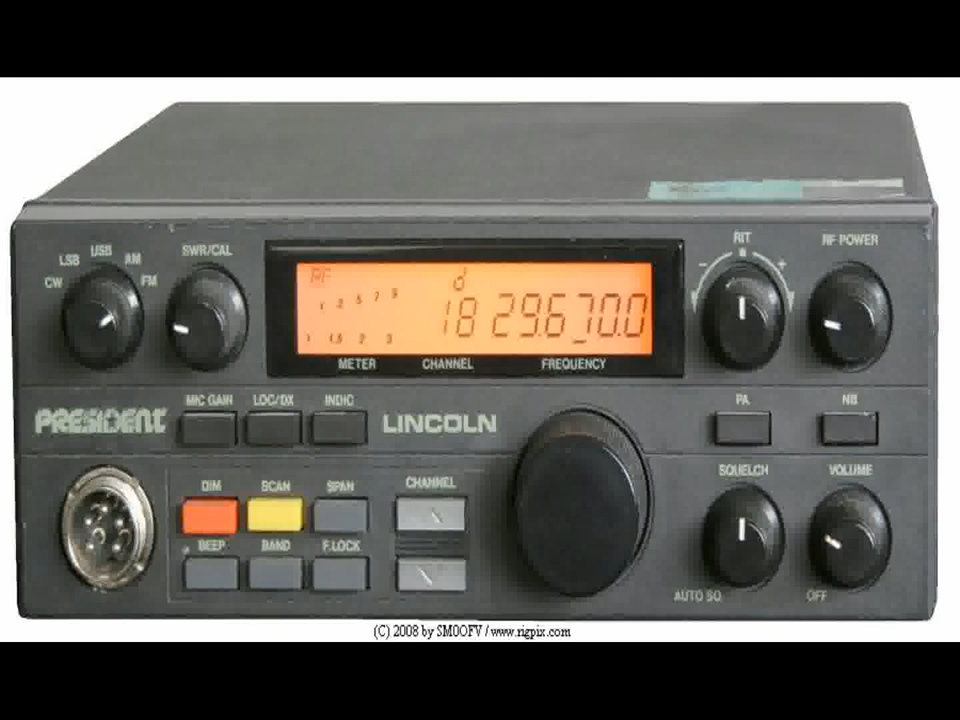 USB
LSB
AM
CW
FM
SWR/CAL
RF
1 3 5 7 9
1 1.5 2 3
d
18 29.670.0
METER
CHANNEL
FREQUENCY
RIT
- +
RF POWER
PRESIDENT
MIC GAIN
LOC/DX
INDIC
LINCOLN
PA
NB
DIM
SCAN
SPAN
CHANNEL
SQUELCH
VOLUME
BEEP
BAND
F.LOCK
AUTO SQ
OFF
(C) 2008 by SM0OFV / www.rigpix.com